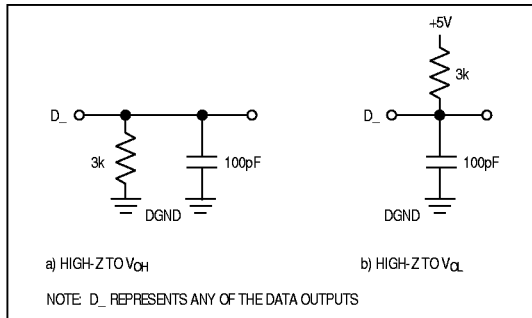 +5V
3k
D_
D_
3k
100pF
100pF
DGND
DGND
a) HIGH-Z TO VOH
b) HIGH-Z TO VOL
NOTE: D_ REPRESENTS ANY OF THE DATA OUTPUTS